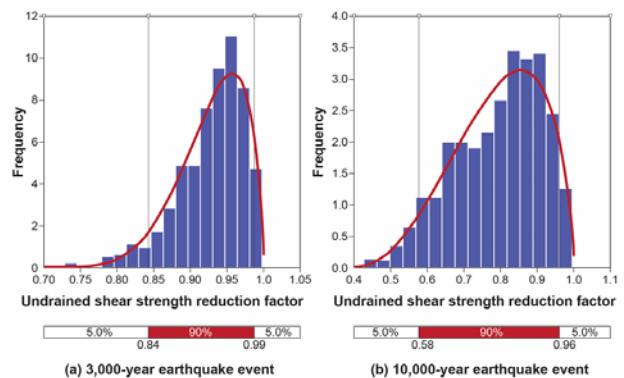 12
10
8
6
4
2
0
Frequency
0.70 0.75 0.80 0.85 0.90 0.95 1.0 1.05
Undrained shear strength reduction factor
5.0% 90% 5.0%
0.84 0.99
(a) 3,000-year earthquake event
4.0
3.5
3.0
2.5
2.0
1.5
1.0
0.5
0.0
Frequency
0.4 0.5 0.6 0.7 0.8 0.9 1.0 1.1
Undrained shear strength reduction factor
5.0% 90% 5.0%
0.58 0.96
(b) 10,000-year earthquake event